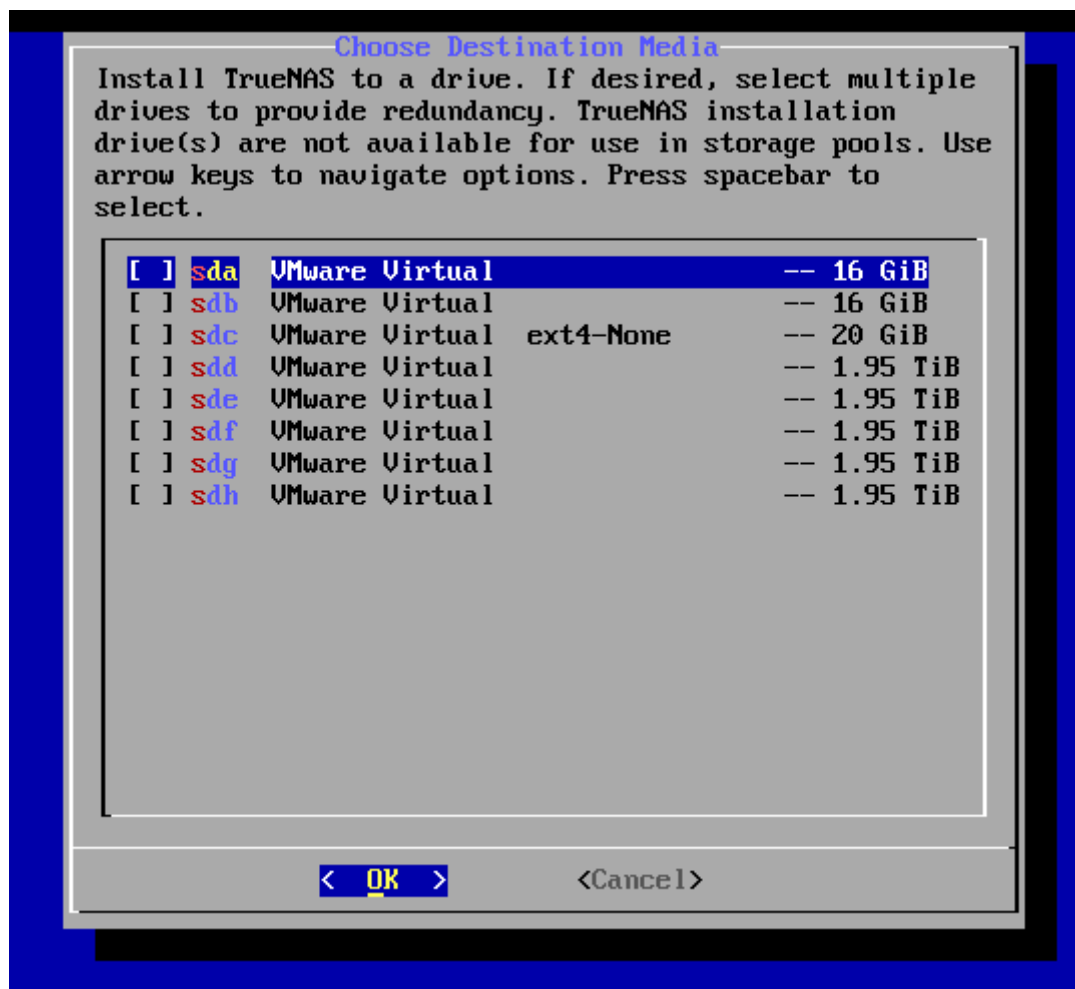 Choose Destination Media
Install TrueNAS to a drive. If desired, select multiple
drives to provide redundancy. TrueNAS installation
drive(s) are not available for use in storage pools. Use
arrow keys to navigate options. Press spacebar to
select.
[ ] sda VMware Virtual -- 16 GiB
[ ] sdb VMware Virtual -- 16 GiB
[ ] sdc VMware Virtual ext4-None -- 20 GiB
[ ] sdd VMware Virtual -- 1.95 TiB
[ ] sde VMware Virtual -- 1.95 TiB
[ ] sdf VMware Virtual -- 1.95 TiB
[ ] sdg VMware Virtual -- 1.95 TiB
[ ] sdh VMware Virtual -- 1.95 TiB
< OK > <Cancel>